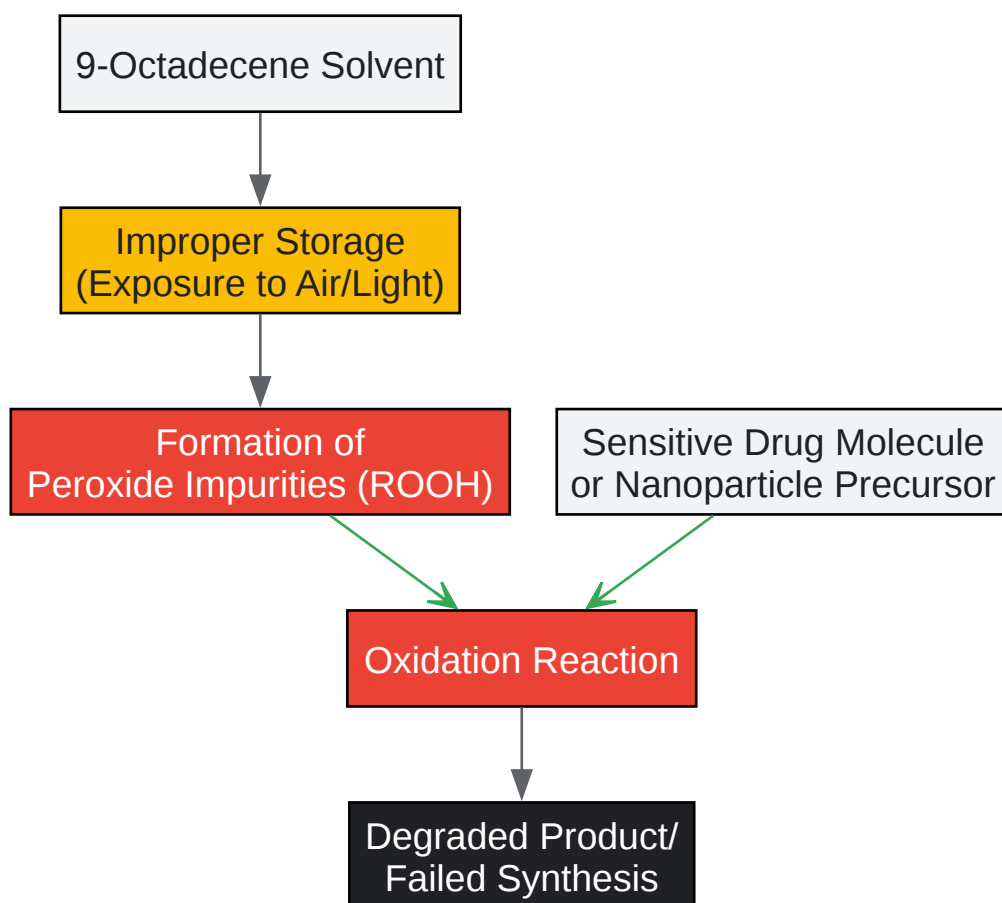 9-Octadecene Solvent
Improper Storage
(Exposure to Air/Light)
Formation of
Peroxide Impurities (ROOH)
Sensitive Drug Molecule
or Nanoparticle Precursor
Oxidation Reaction
Degraded Product/
Failed Synthesis